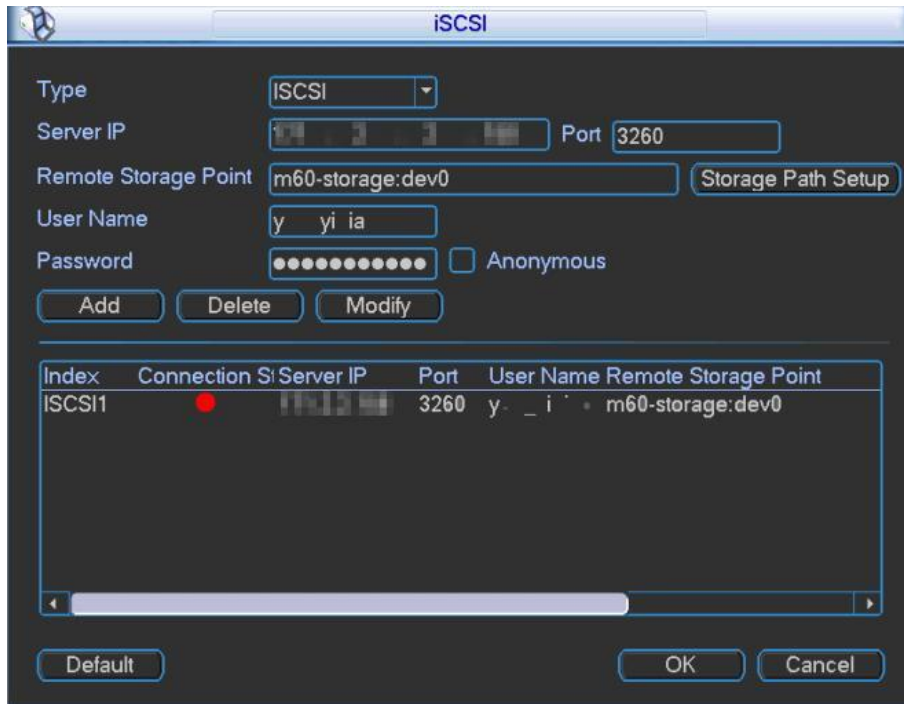 iSCSI
Type ISCSI
Server IP Port 3260
Remote Storage Point m60-storage:dev0 Storage Path Setup
User Name
Password Anonymous
Add Delete Modify
Index Connection Server IP Port User Name Remote Storage Point
ISCSI1 3260 m60-storage:dev0
Default OK Cancel